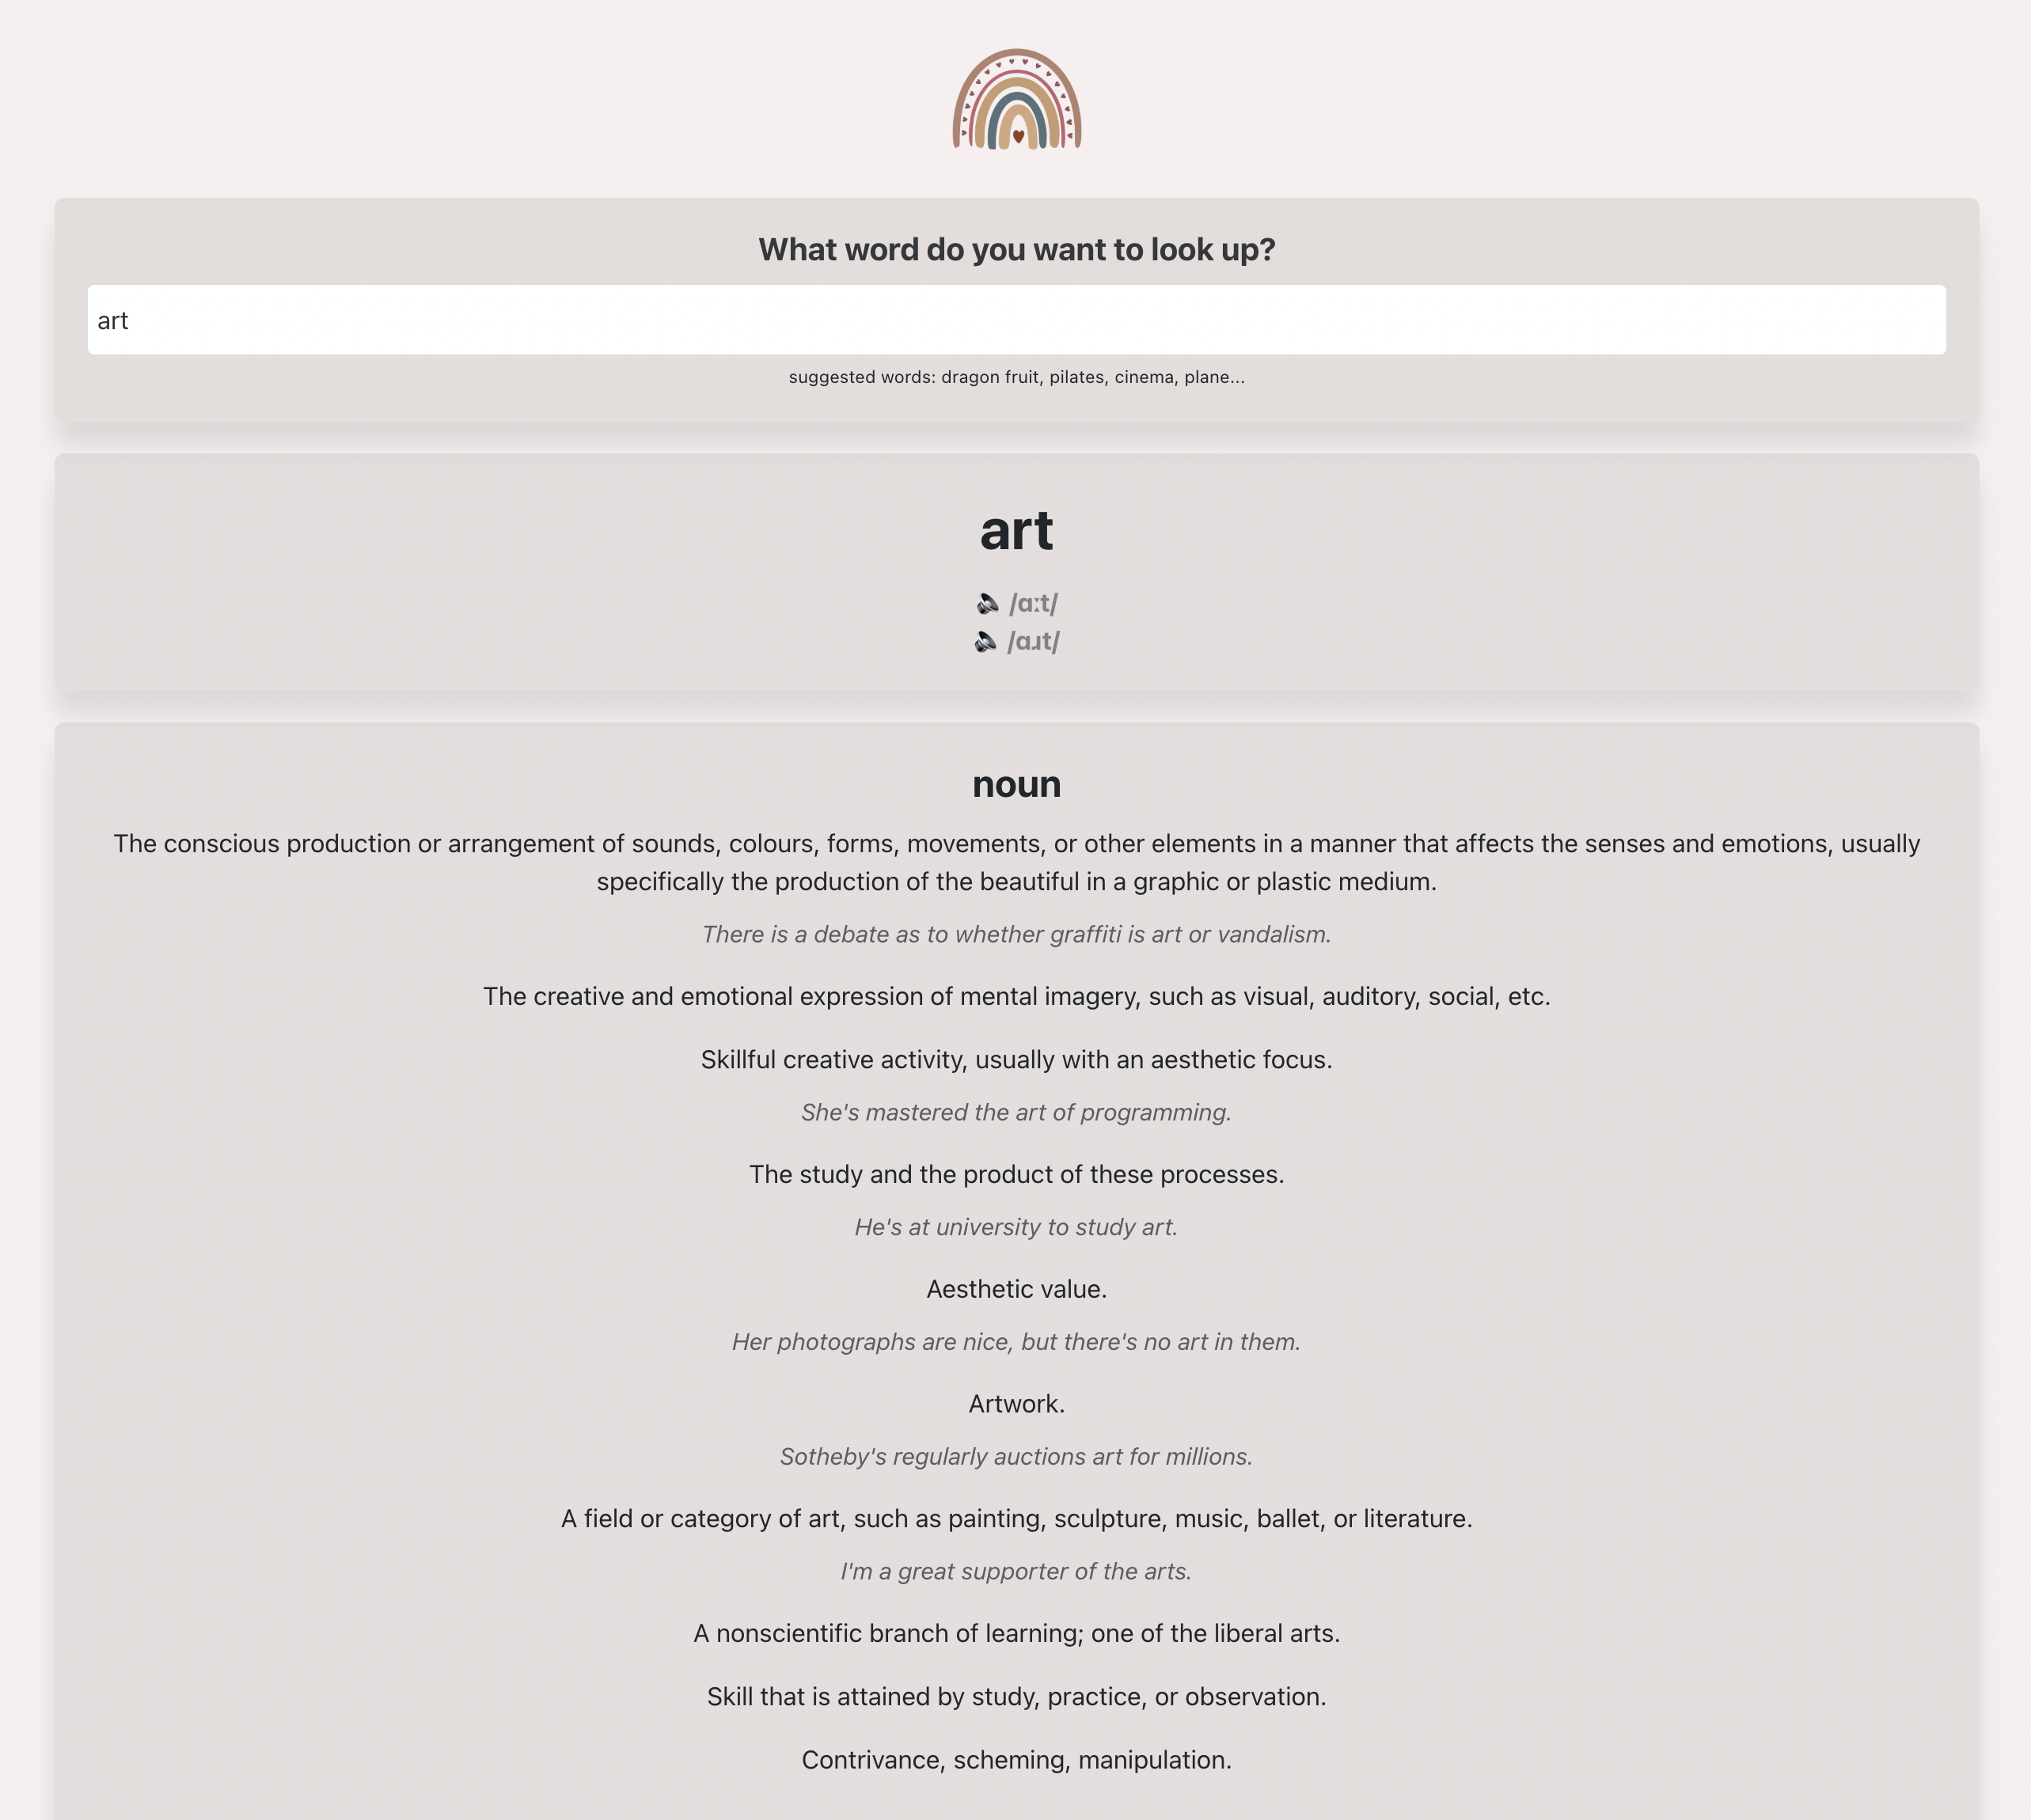 What word do you want to look up?
art
suggested words: dragon fruit, pilates, cinema, plane...
art
/ɑːt/
/ɑɹt/
noun
The conscious production or arrangement of sounds, colours, forms, movements, or other elements in a manner that affects the senses and emotions, usually
specifically the production of the beautiful in a graphic or plastic medium.
There is a debate as to whether graffiti is art or vandalism.
The creative and emotional expression of mental imagery, such as visual, auditory, social, etc.
Skillful creative activity, usually with an aesthetic focus.
She's mastered the art of programming.
The study and the product of these processes.
He's at university to study art.
Aesthetic value.
Her photographs are nice, but there's no art in them.
Artwork.
Sotheby's regularly auctions art for millions.
A field or category of art, such as painting, sculpture, music, ballet, or literature.
I'm a great supporter of the arts.
A nonscientific branch of learning; one of the liberal arts.
Skill that is attained by study, practice, or observation.
Contrivance, scheming, manipulation.